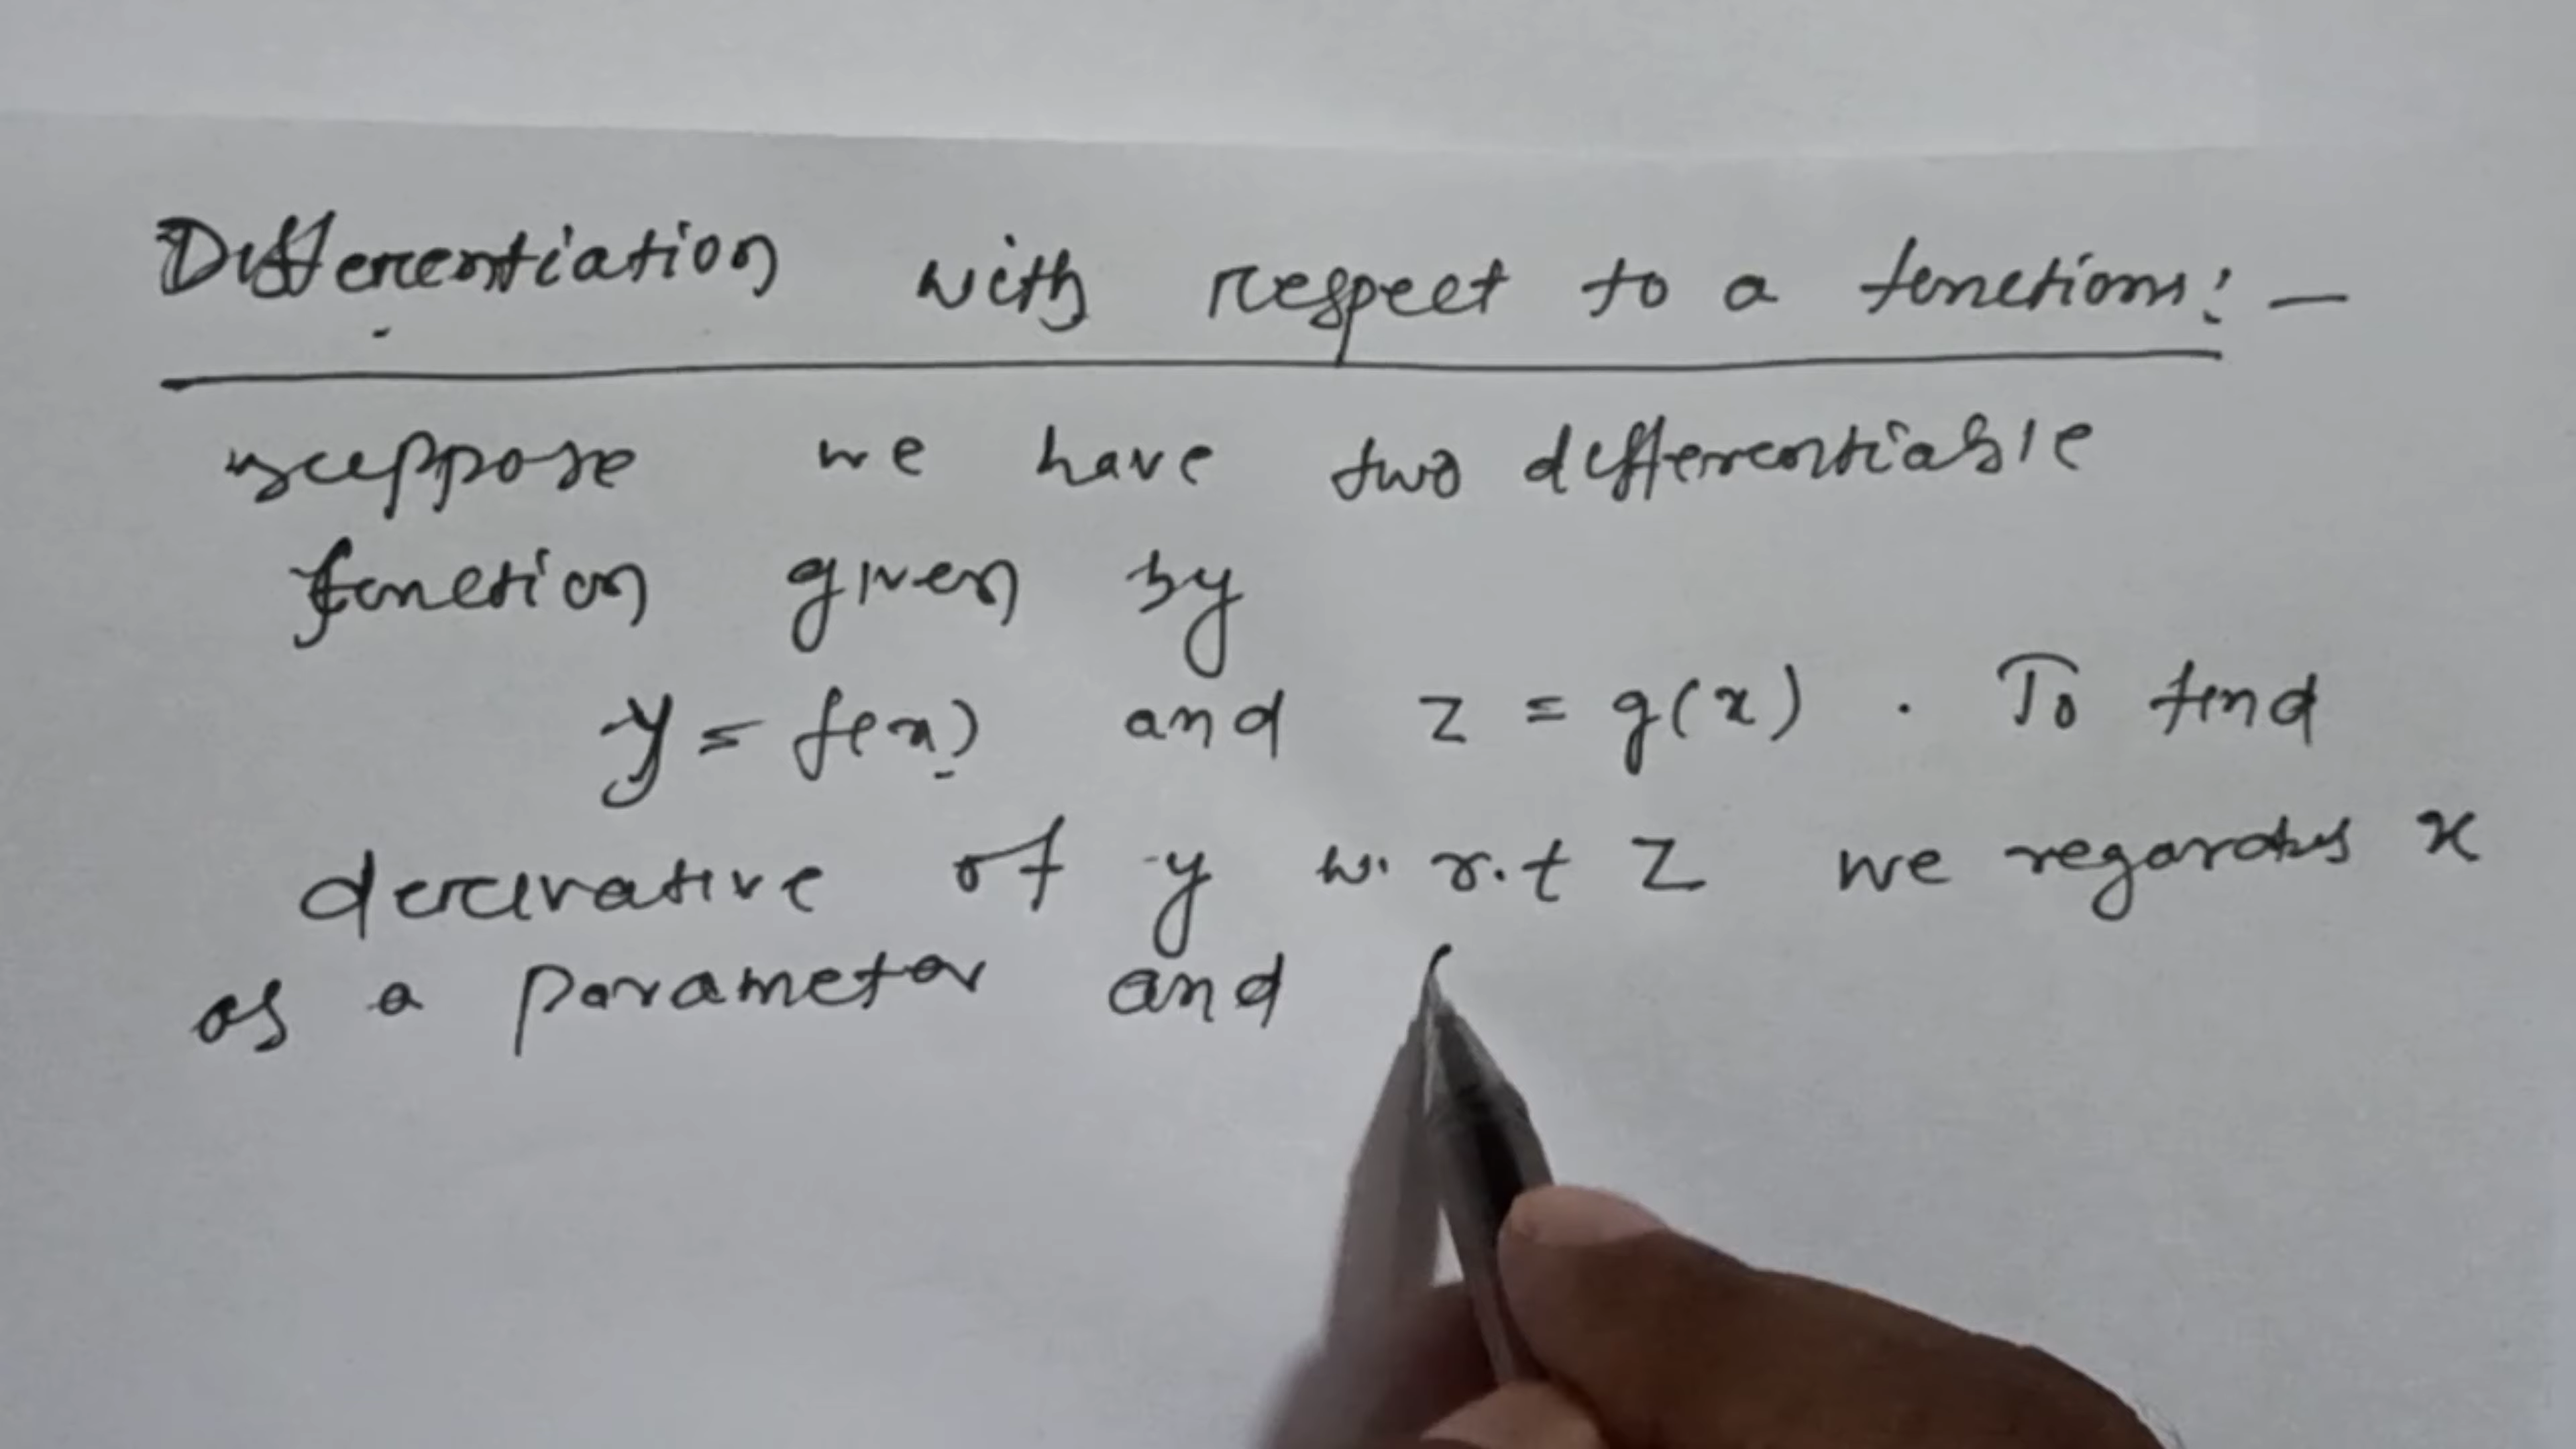 Differentiation with respect to a functions: —
suppose we have two differentiable
function given by
y = f(x) and z = g(x). To find
derivative of y w.r.t z we regards x
as a parameter and